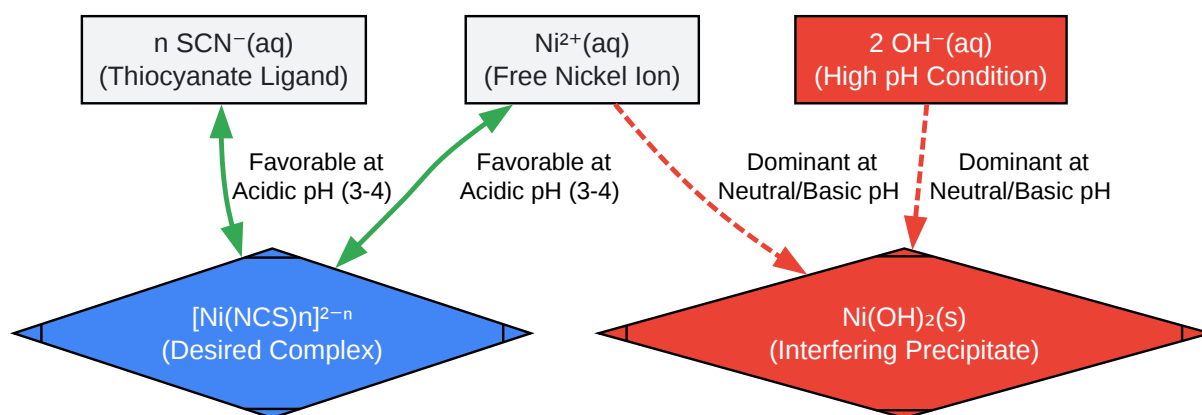 n SCN⁻(aq)
(Thiocyanate Ligand)
Ni²⁺(aq)
(Free Nickel Ion)
2 OH⁻(aq)
(High pH Condition)
Favorable at
Acidic pH (3-4)
Favorable at
Acidic pH (3-4)
Dominant at
Neutral/Basic pH
Dominant at
Neutral/Basic pH
[Ni(NCS)n]²⁻ⁿ
(Desired Complex)
Ni(OH)₂(s)
(Interfering Precipitate)